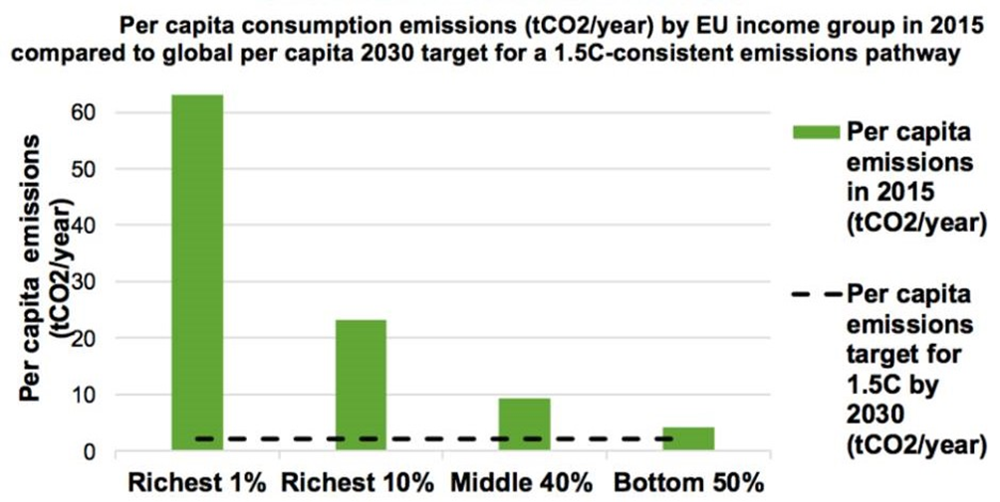 Per capita consumption emissions (tCO2/year) by EU income group in 2015
compared to global per capita 2030 target for a 1.5C-consistent emissions pathway
Per capita emissions
(tCO2/year)
60
50
40
30
20
10
0
Richest 1% Richest 10% Middle 40% Bottom 50%
Per capita
emissions
in 2015
(tCO2/year)
Per capita
emissions
target for
1.5C by
2030
(tCO2/year)